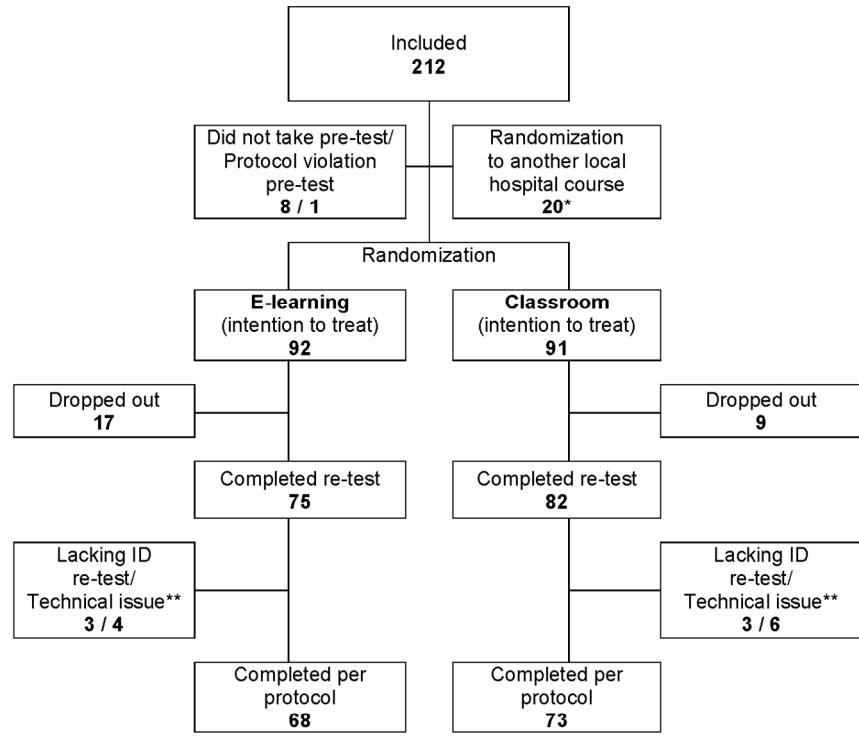 Included
212
Did not take pre-test/
Protocol violation
pre-test
8 / 1
Randomization
to another local
hospital course
20*
Randomization
E-learning
(intention to treat)
92
Classroom
(intention to treat)
91
Dropped out
17
Dropped out
9
Completed re-test
75
Completed re-test
82
Lacking ID
re-test/
Technical issue**
3 / 4
Lacking ID
re-test/
Technical issue**
3 / 6
Completed per
protocol
68
Completed per
protocol
73